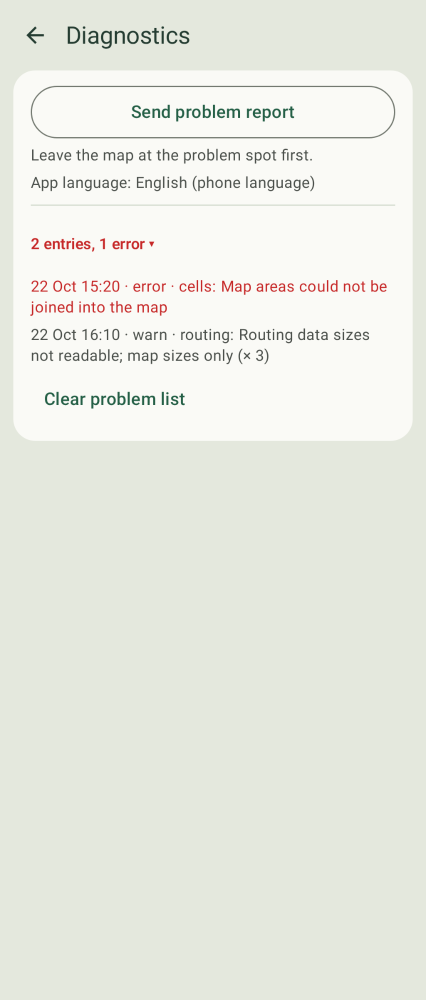 Diagnostics
Send problem report
Leave the map at the problem spot first.
App language: English (phone language)
2 entries, 1 error ▾
22 Oct 15:20 · error · cells: Map areas could not be
joined into the map
22 Oct 16:10 · warn · routing: Routing data sizes
not readable; map sizes only (× 3)
Clear problem list